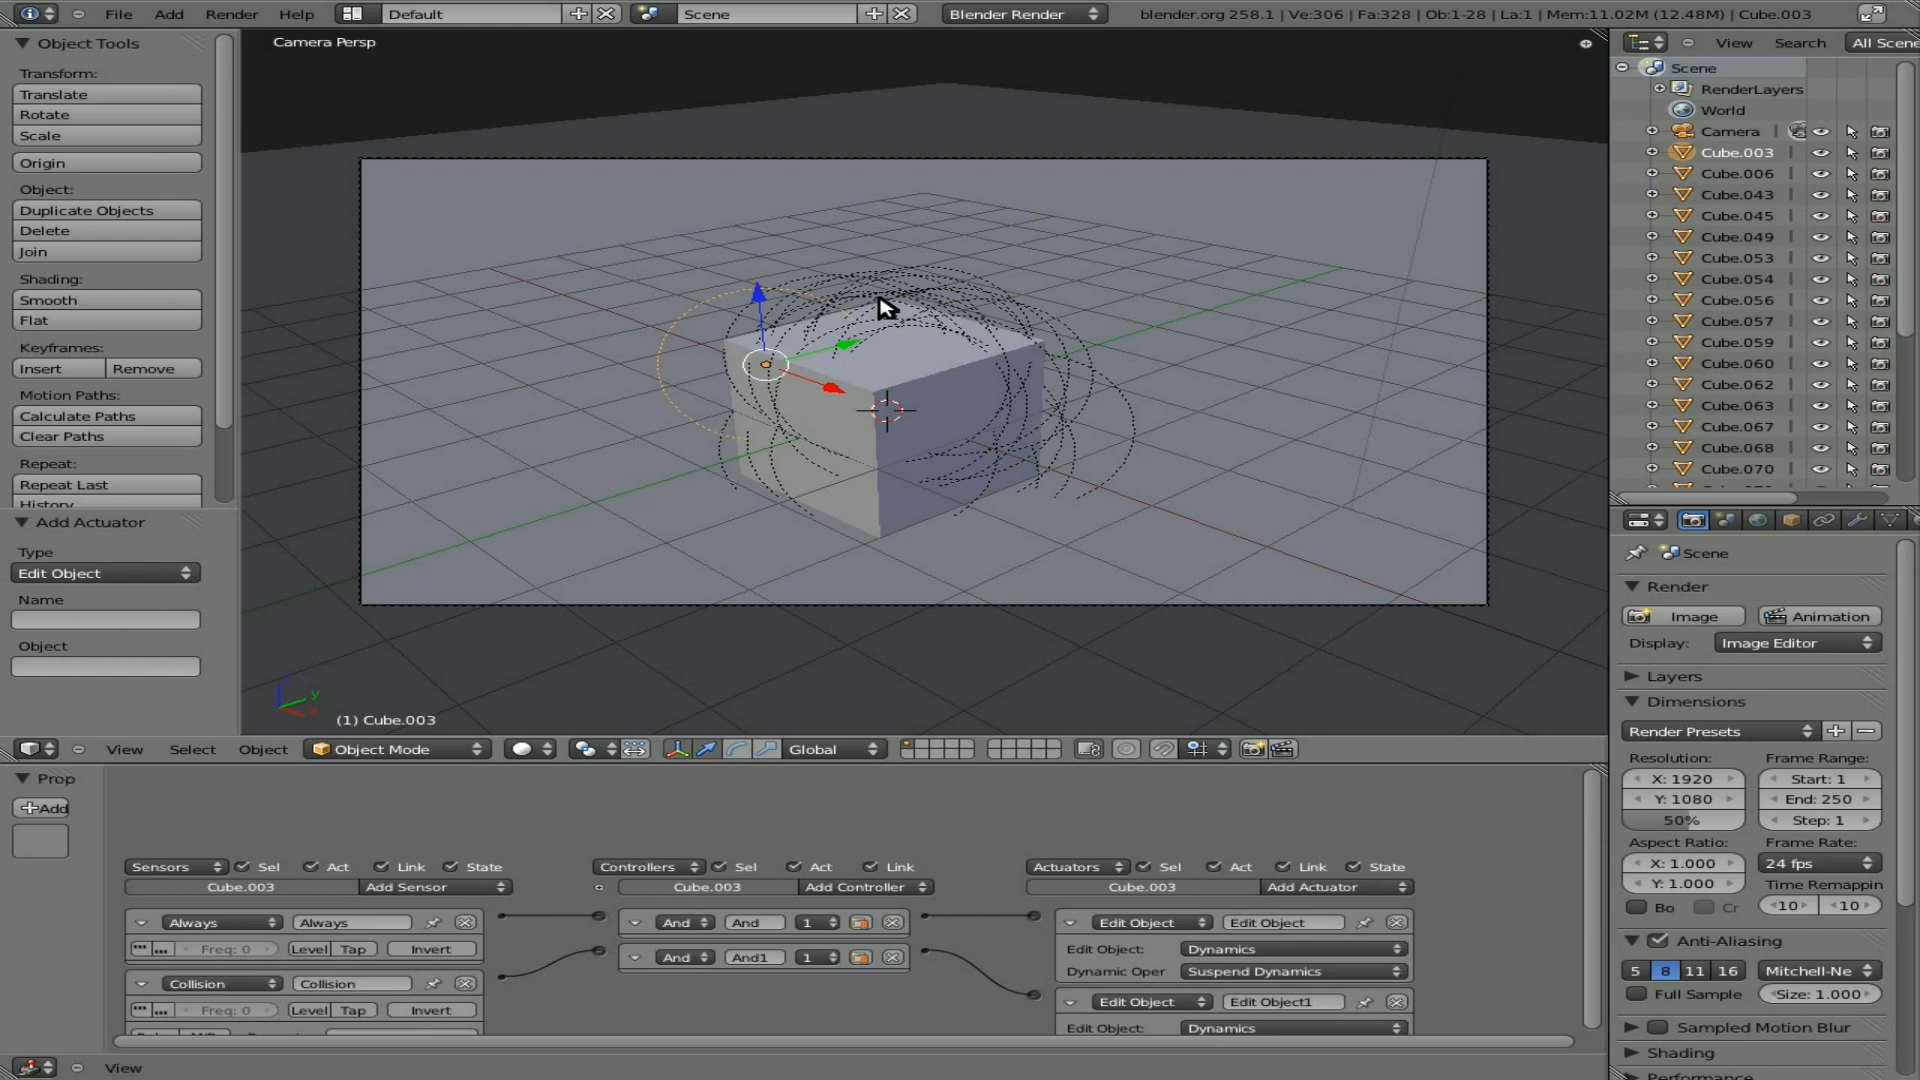 File Add Render Help Default Scene Blender Render blender.org 258.1 | Ve:306 | Fa:328 | Ob:1-28 | La:1 | Mem:11.02M (12.48M) | Cube.003
Object Tools
Transform:
Translate
Rotate
Scale
Origin
Object:
Duplicate Objects
Delete
Join
Shading:
Smooth
Flat
Keyframes:
Insert Remove
Motion Paths:
Calculate Paths
Clear Paths
Repeat:
Repeat Last
History
Add Actuator
Type
Edit Object
Name
Object
Camera Persp
y
(1) Cube.003
View Select Object Object Mode Global
View Search All Scene
Scene
RenderLayers
World
Camera
Cube.003
Cube.006
Cube.043
Cube.045
Cube.049
Cube.053
Cube.054
Cube.056
Cube.057
Cube.059
Cube.060
Cube.062
Cube.063
Cube.067
Cube.068
Cube.070
Scene
Render
Image Animation
Display: Image Editor
Layers
Dimensions
Render Presets
Resolution: Frame Range:
X: 1920 Start: 1
Y: 1080 End: 250
50% Step: 1
Aspect Ratio: Frame Rate:
X: 1.000 24 fps
Y: 1.000 Time Remappin
Bo Cr 10 10
Anti-Aliasing
5 8 11 16 Mitchell-Ne
Full Sample Size: 1.000
Sampled Motion Blur
Shading
Performance
Prop
Add
Sensors Sel Act Link State
Cube.003 Add Sensor
Always Always
Freq: 0 Level Tap Invert
Collision Collision
Freq: 0 Level Tap Invert
Controllers Sel Act Link
Cube.003 Add Controller
And And 1
And And1 1
Actuators Sel Act Link State
Cube.003 Add Actuator
Edit Object Edit Object
Edit Object: Dynamics
Dynamic Oper Suspend Dynamics
Edit Object Edit Object1
Edit Object: Dynamics
View